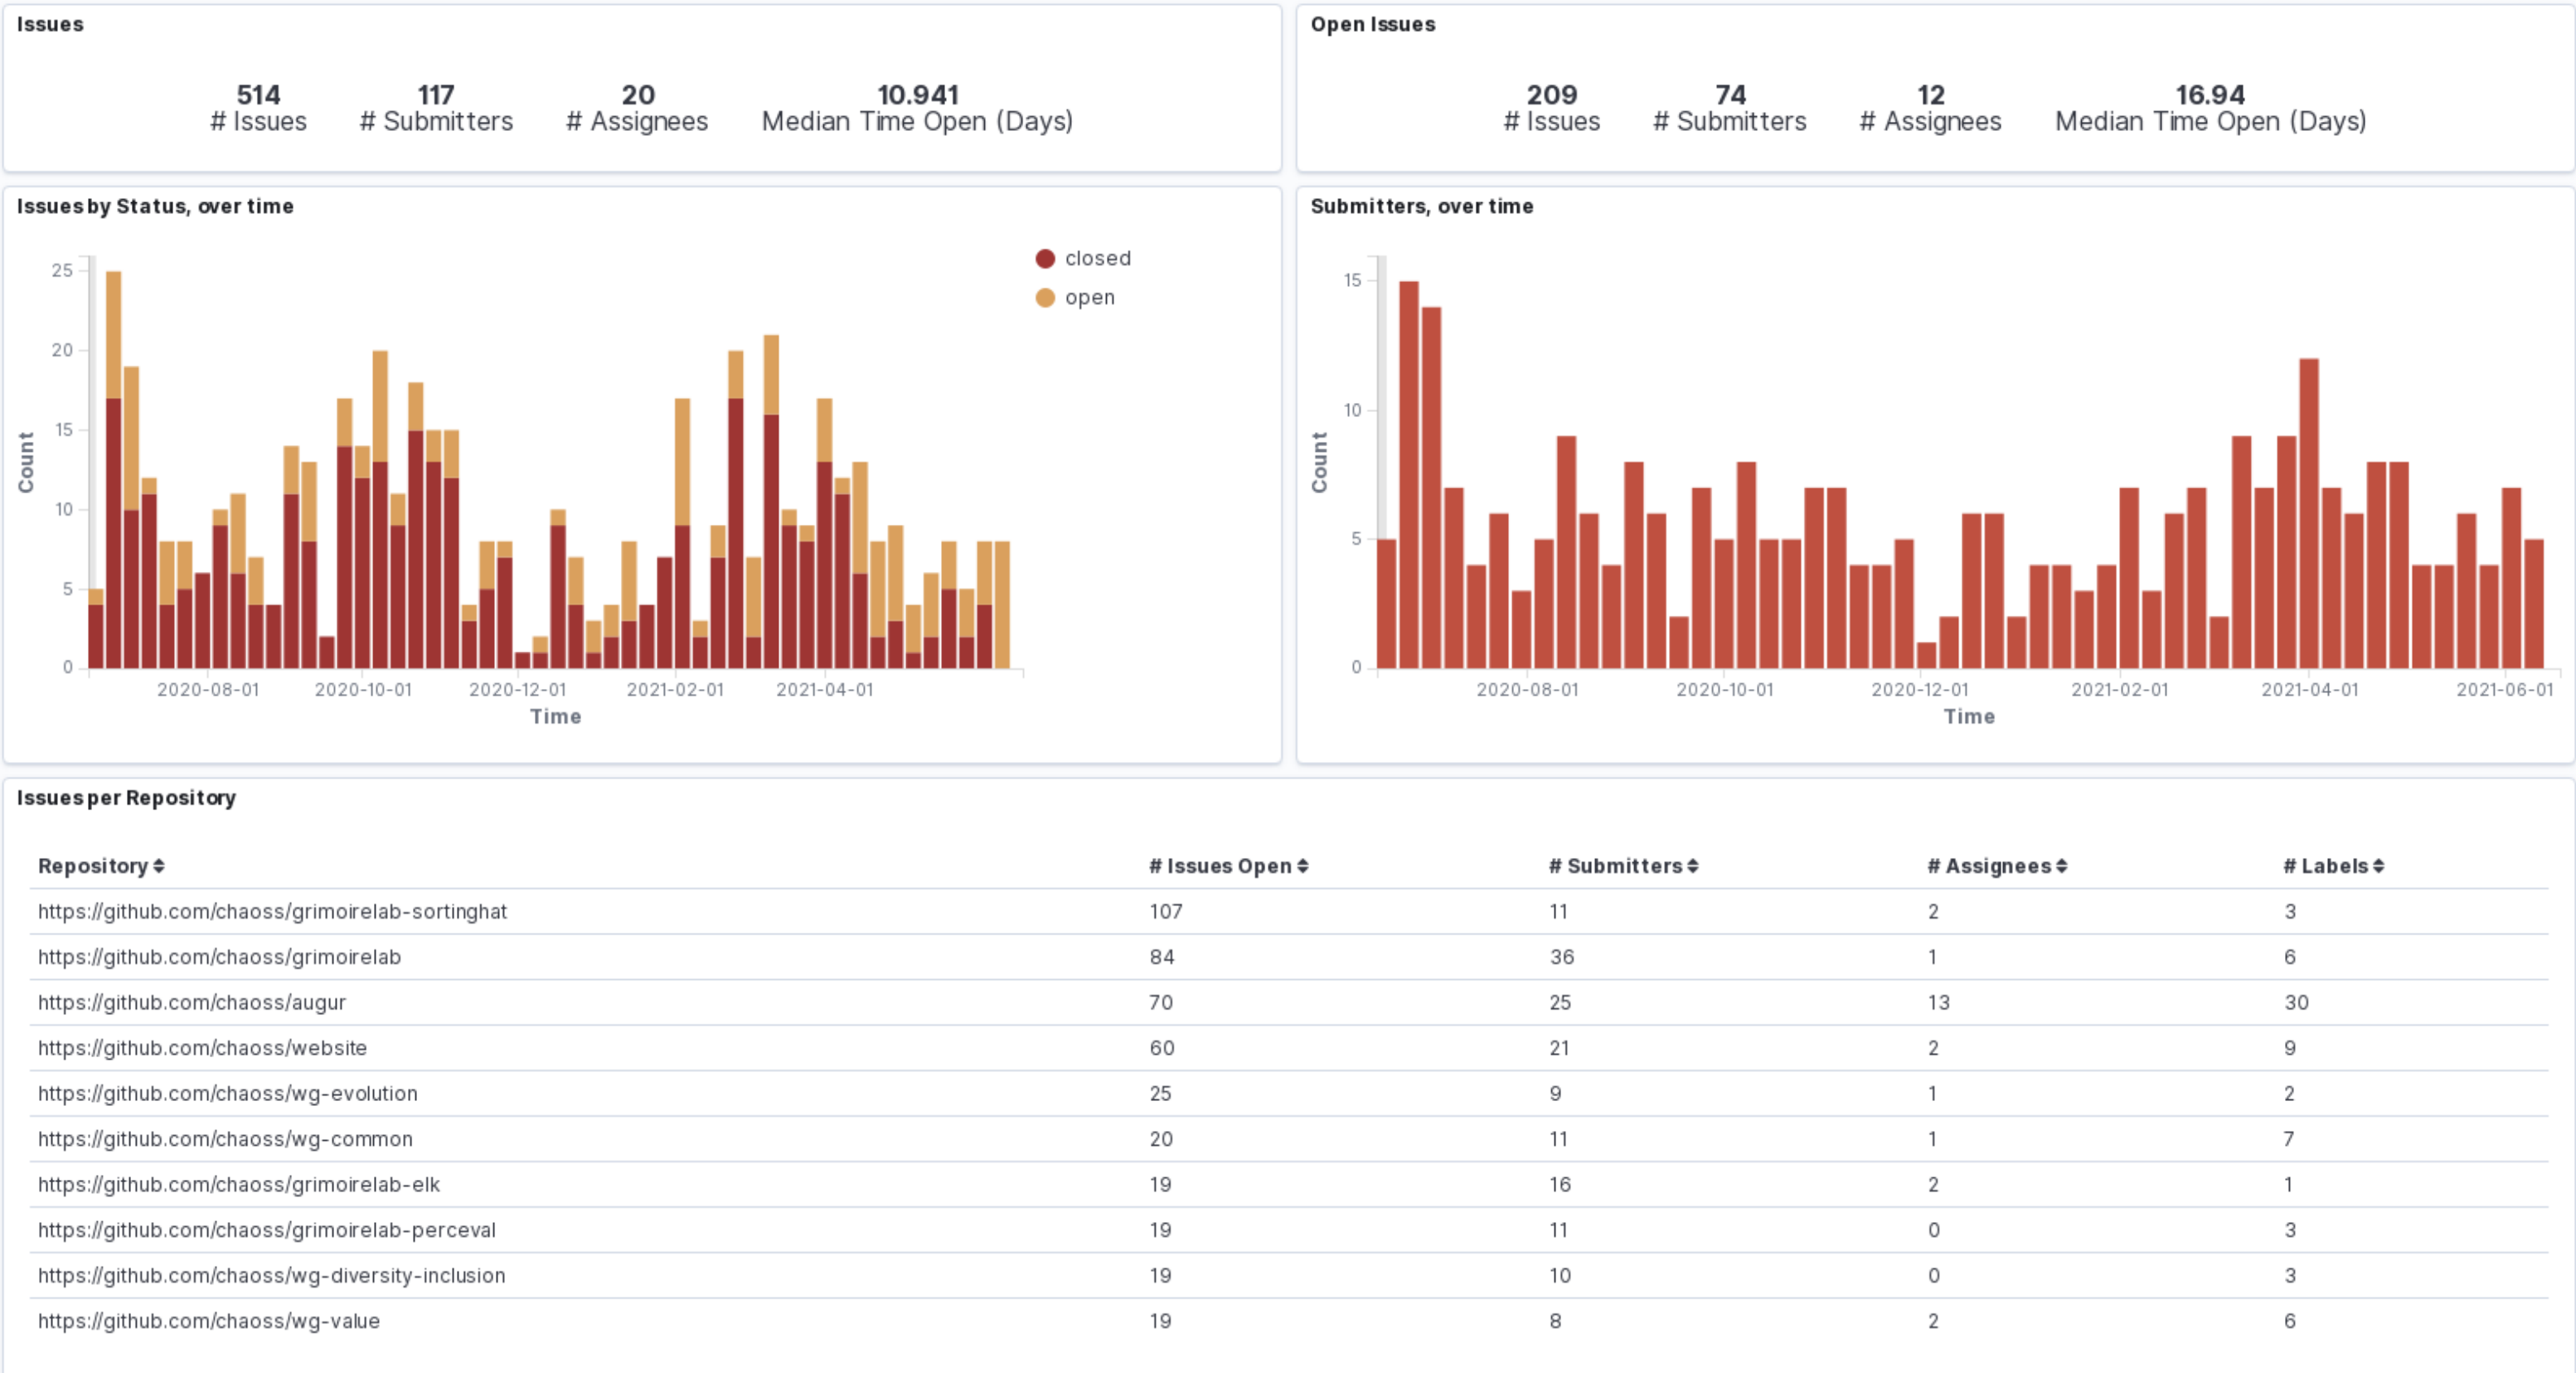 Issues
514 117 20 10.941
# Issues # Submitters # Assignees Median Time Open (Days)
Open Issues
209 74 12 16.94
# Issues # Submitters # Assignees Median Time Open (Days)
Issues by Status, over time
closed
open
25
20
15
10
5
0
Count
2020-08-01 2020-10-01 2020-12-01 2021-02-01 2021-04-01
Time
Submitters, over time
15
10
5
0
Count
2020-08-01 2020-10-01 2020-12-01 2021-02-01 2021-04-01 2021-06-01
Time
Issues per Repository
Repository # Issues Open # Submitters # Assignees # Labels
https://github.com/chaoss/grimoirelab-sortinghat 107 11 2 3
https://github.com/chaoss/grimoirelab 84 36 1 6
https://github.com/chaoss/augur 70 25 13 30
https://github.com/chaoss/website 60 21 2 9
https://github.com/chaoss/wg-evolution 25 9 1 2
https://github.com/chaoss/wg-common 20 11 1 7
https://github.com/chaoss/grimoirelab-elk 19 16 2 1
https://github.com/chaoss/grimoirelab-perceval 19 11 0 3
https://github.com/chaoss/wg-diversity-inclusion 19 10 0 3
https://github.com/chaoss/wg-value 19 8 2 6